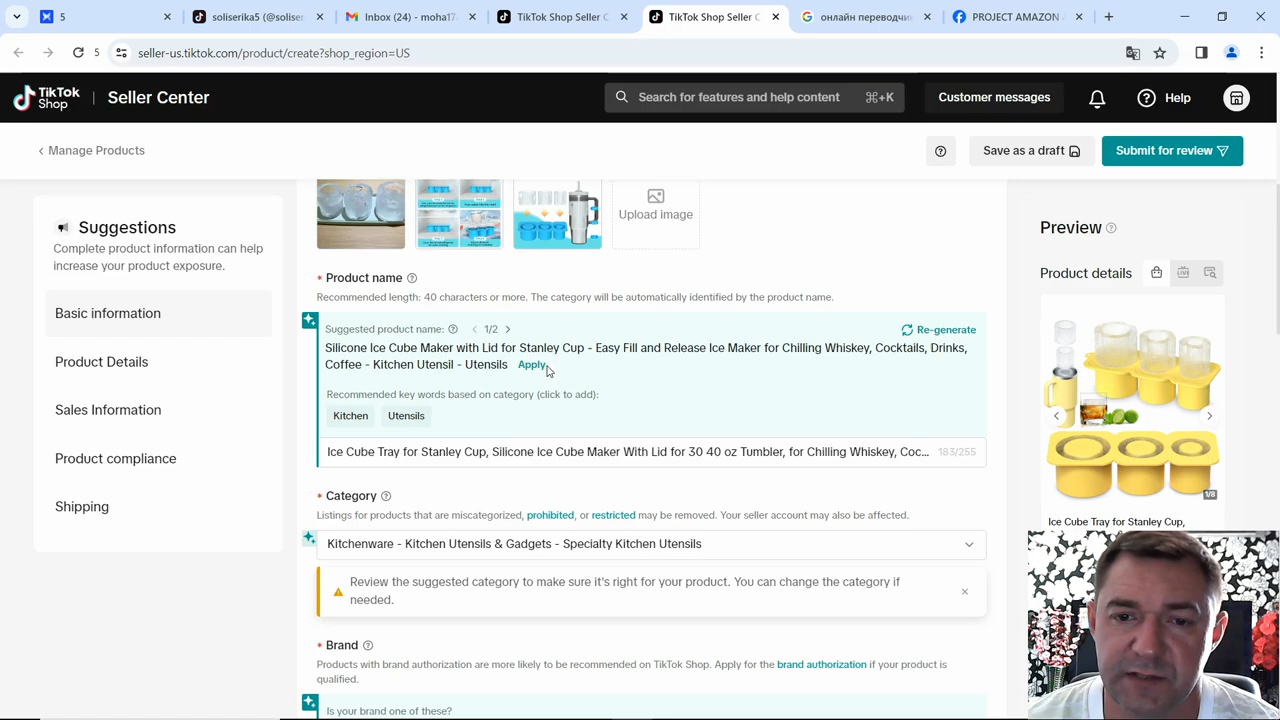 5
solserika5 (@soliser
Inbox (24) - moha17
TikTok Shop Seller C
TikTok Shop Seller C
онлайн переводчик
PROJECT AMAZON
5
seller-us.tiktok.com/product/create?shop_region=US
TikTok Shop
Seller Center
Search for features and help content
⌘+K
Customer messages
Help
Manage Products
Save as a draft
Submit for review
Suggestions
Complete product information can help
increase your product exposure.
Basic information
Product Details
Sales Information
Product compliance
Shipping
Upload image
* Product name
Recommended length: 40 characters or more. The category will be automatically identified by the product name.
Suggested product name:
1/2
Re-generate
Silicone Ice Cube Maker with Lid for Stanley Cup - Easy Fill and Release Ice Maker for Chilling Whiskey, Cocktails, Drinks,
Coffee - Kitchen Utensil - Utensils
Apply
Recommended key words based on category (click to add):
Kitchen
Utensils
Ice Cube Tray for Stanley Cup, Silicone Ice Cube Maker With Lid for 30 40 oz Tumbler, for Chilling Whiskey, Coc...
183/255
* Category
Listings for products that are miscategorized, prohibited, or restricted may be removed. Your seller account may also be affected.
Kitchenware - Kitchen Utensils & Gadgets - Specialty Kitchen Utensils
Review the suggested category to make sure it's right for your product. You can change the category if
needed.
* Brand
Products with brand authorization are more likely to be recommended on TikTok Shop. Apply for the brand authorization if your product is
qualified.
Is your brand one of these?
Preview
Product details
LIVE
1/8
Ice Cube Tray for Stanley Cup,